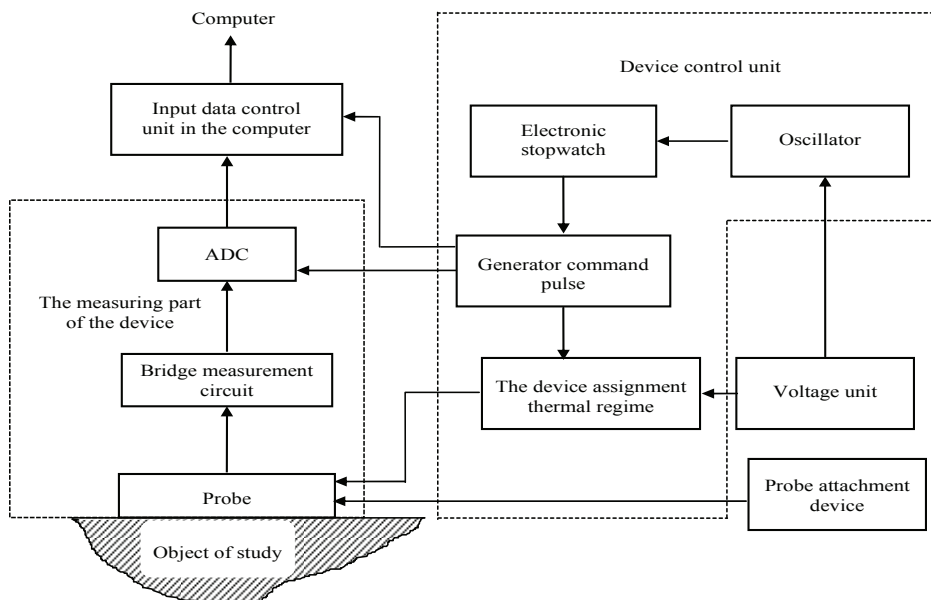 Computer
Device control unit
Input data control
unit in the computer
Electronic
stopwatch
Oscillator
ADC
Generator command
pulse
The measuring part
of the device
Bridge measurement
circuit
The device assignment
thermal regime
Voltage unit
Probe
Probe attachment
device
Object of study